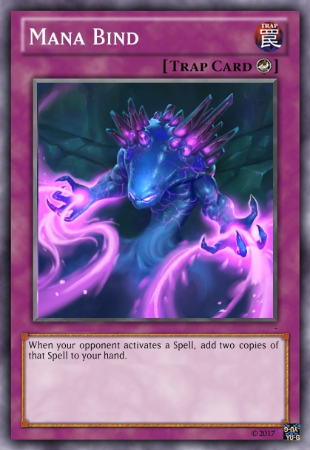 Mana Bind
TRAP
罠
[Trap Card]
When your opponent activates a Spell, add two copies of
that Spell to your hand.
©2017